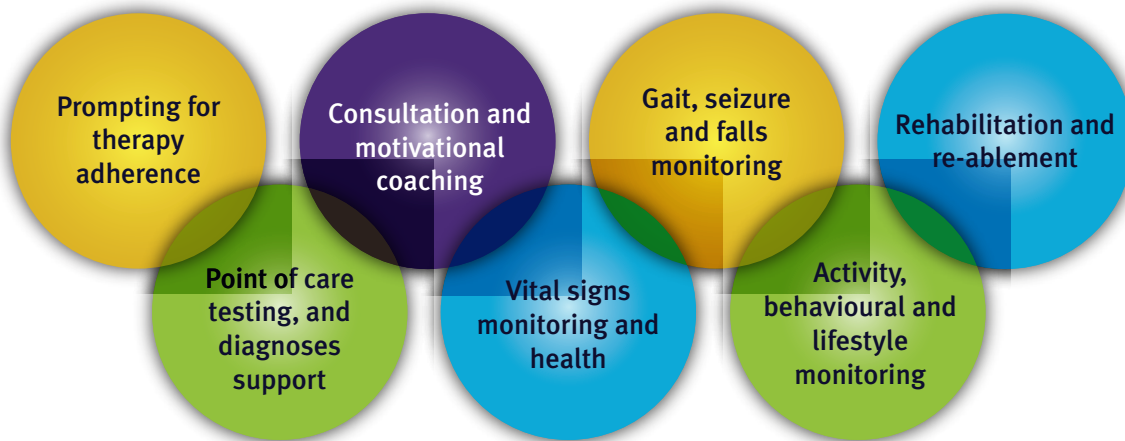 Prompting for
therapy
adherence
Consultation and
motivational
coaching
Gait, seizure
and falls
monitoring
Rehabilitation and
re-ablement
Point of care
testing, and
diagnoses
support
Vital signs
monitoring and
health
Activity,
behavioural and
lifestyle
monitoring